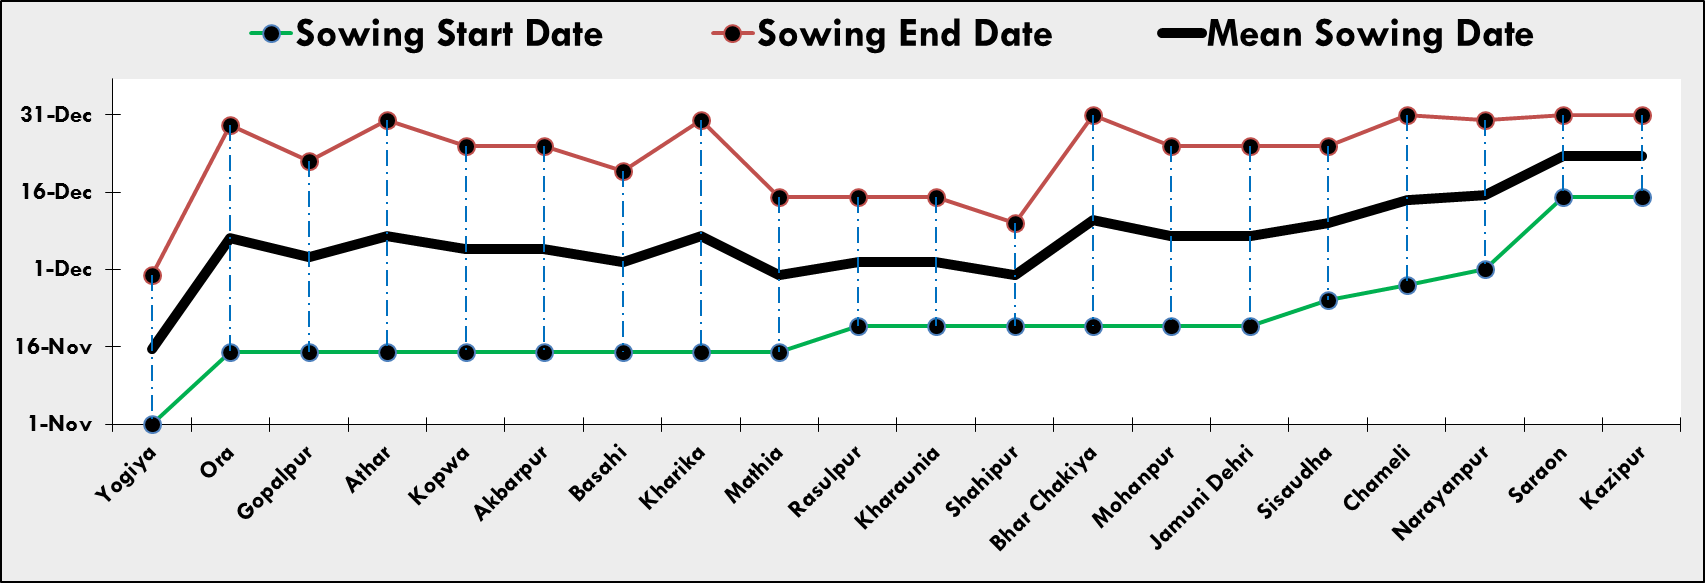 Sowing Start Date Sowing End Date Mean Sowing Date
31-Dec
16-Dec
1-Dec
16-Nov
1-Nov
Yogiya
Ora
Gopalpur
Athar
Kopwa
Akbarpur
Basahi
Kharika
Mathia
Rasulpur
Kharaunia
Shahipur
Bhar Chakiya
Mohanpur
Jamuni Dehri
Sisaudha
Chameli
Narayanpur
Saraon
Kazipur